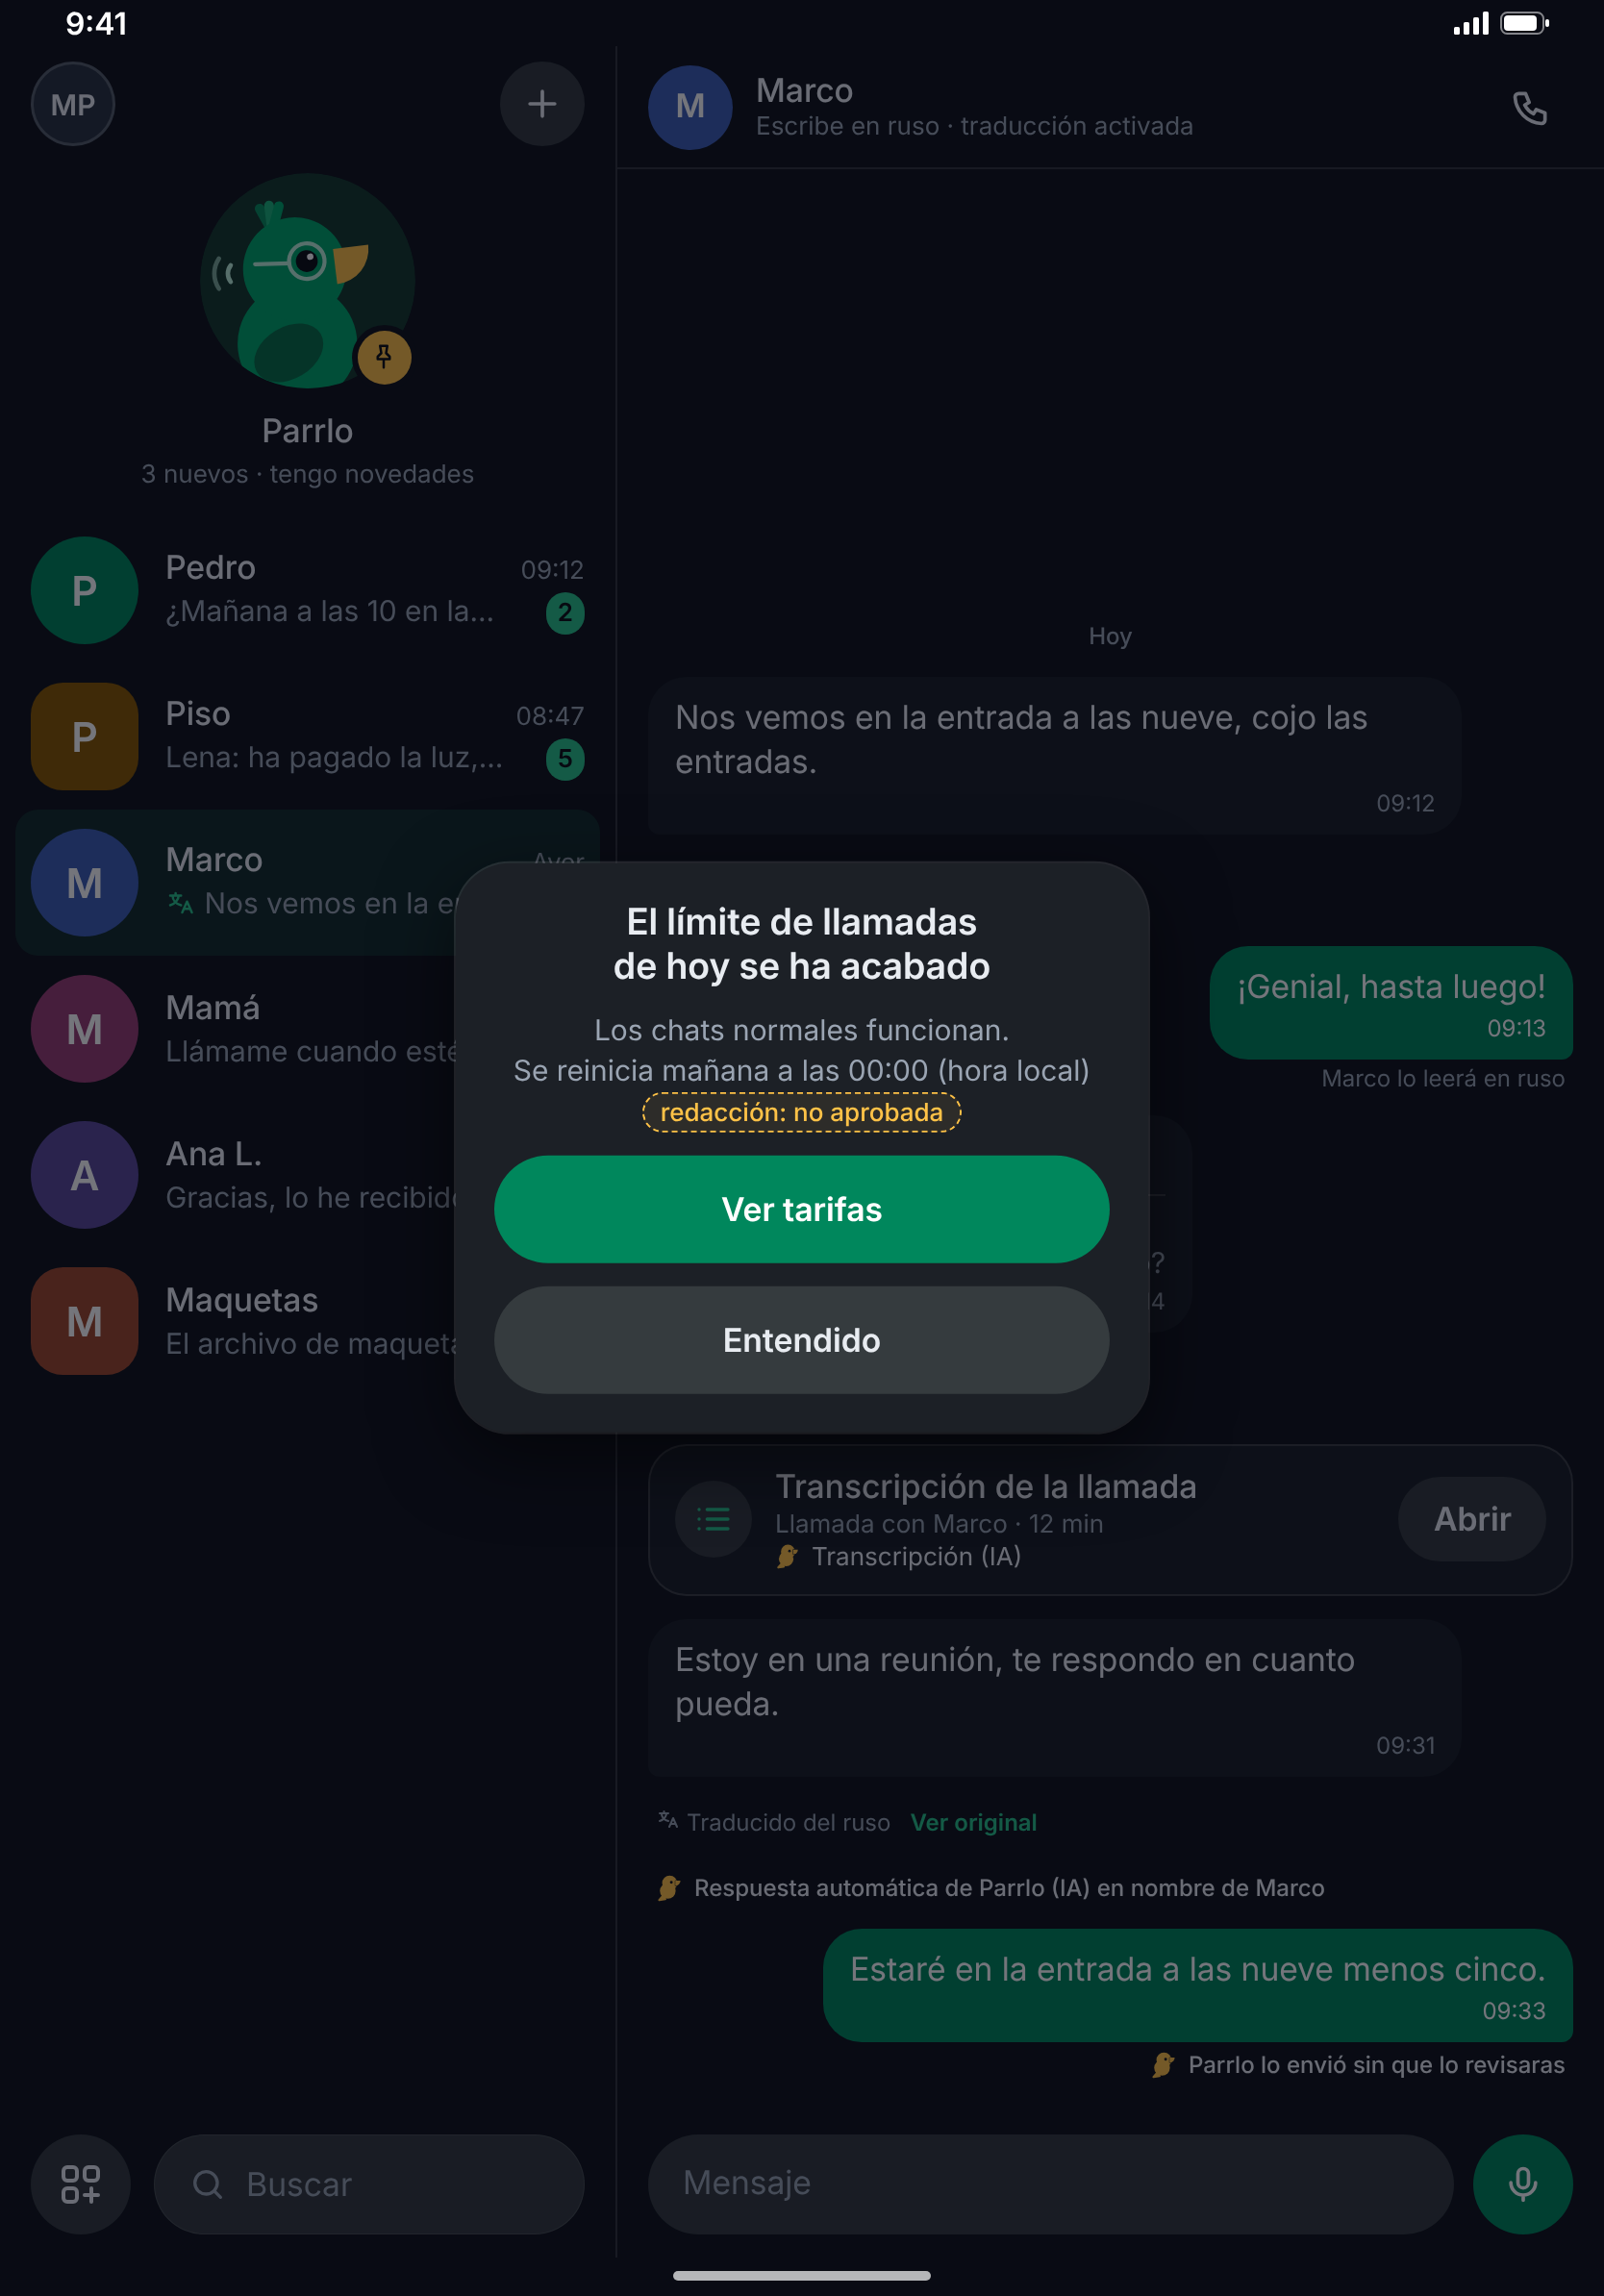 9:41
MP
Parrlo
3 nuevos · tengo novedades
P
Pedro
09:12
¿Mañana a las 10 en la...
2
P
Piso
08:47
Lena: ha pagado la luz,...
5
M
Marco
Ayer
Nos vemos en la e
M
Mamá
Llámame cuando esté
A
Ana L.
Gracias, lo he recibido
M
Maquetas
El archivo de maqueta
Buscar
M
Marco
Escribe en ruso · traducción activada
Hoy
Nos vemos en la entrada a las nueve, cojo las
entradas.
09:12
¡Genial, hasta luego!
09:13
Marco lo leerá en ruso
?
4
El límite de llamadas
de hoy se ha acabado
Los chats normales funcionan.
Se reinicia mañana a las 00:00 (hora local)
redacción: no aprobada
Ver tarifas
Entendido
Transcripción de la llamada
Llamada con Marco · 12 min
Transcripción (IA)
Abrir
Estoy en una reunión, te respondo en cuanto
pueda.
09:31
Traducido del ruso Ver original
Respuesta automática de Parrlo (IA) en nombre de Marco
Estaré en la entrada a las nueve menos cinco.
09:33
Parrlo lo envió sin que lo revisaras
Mensaje